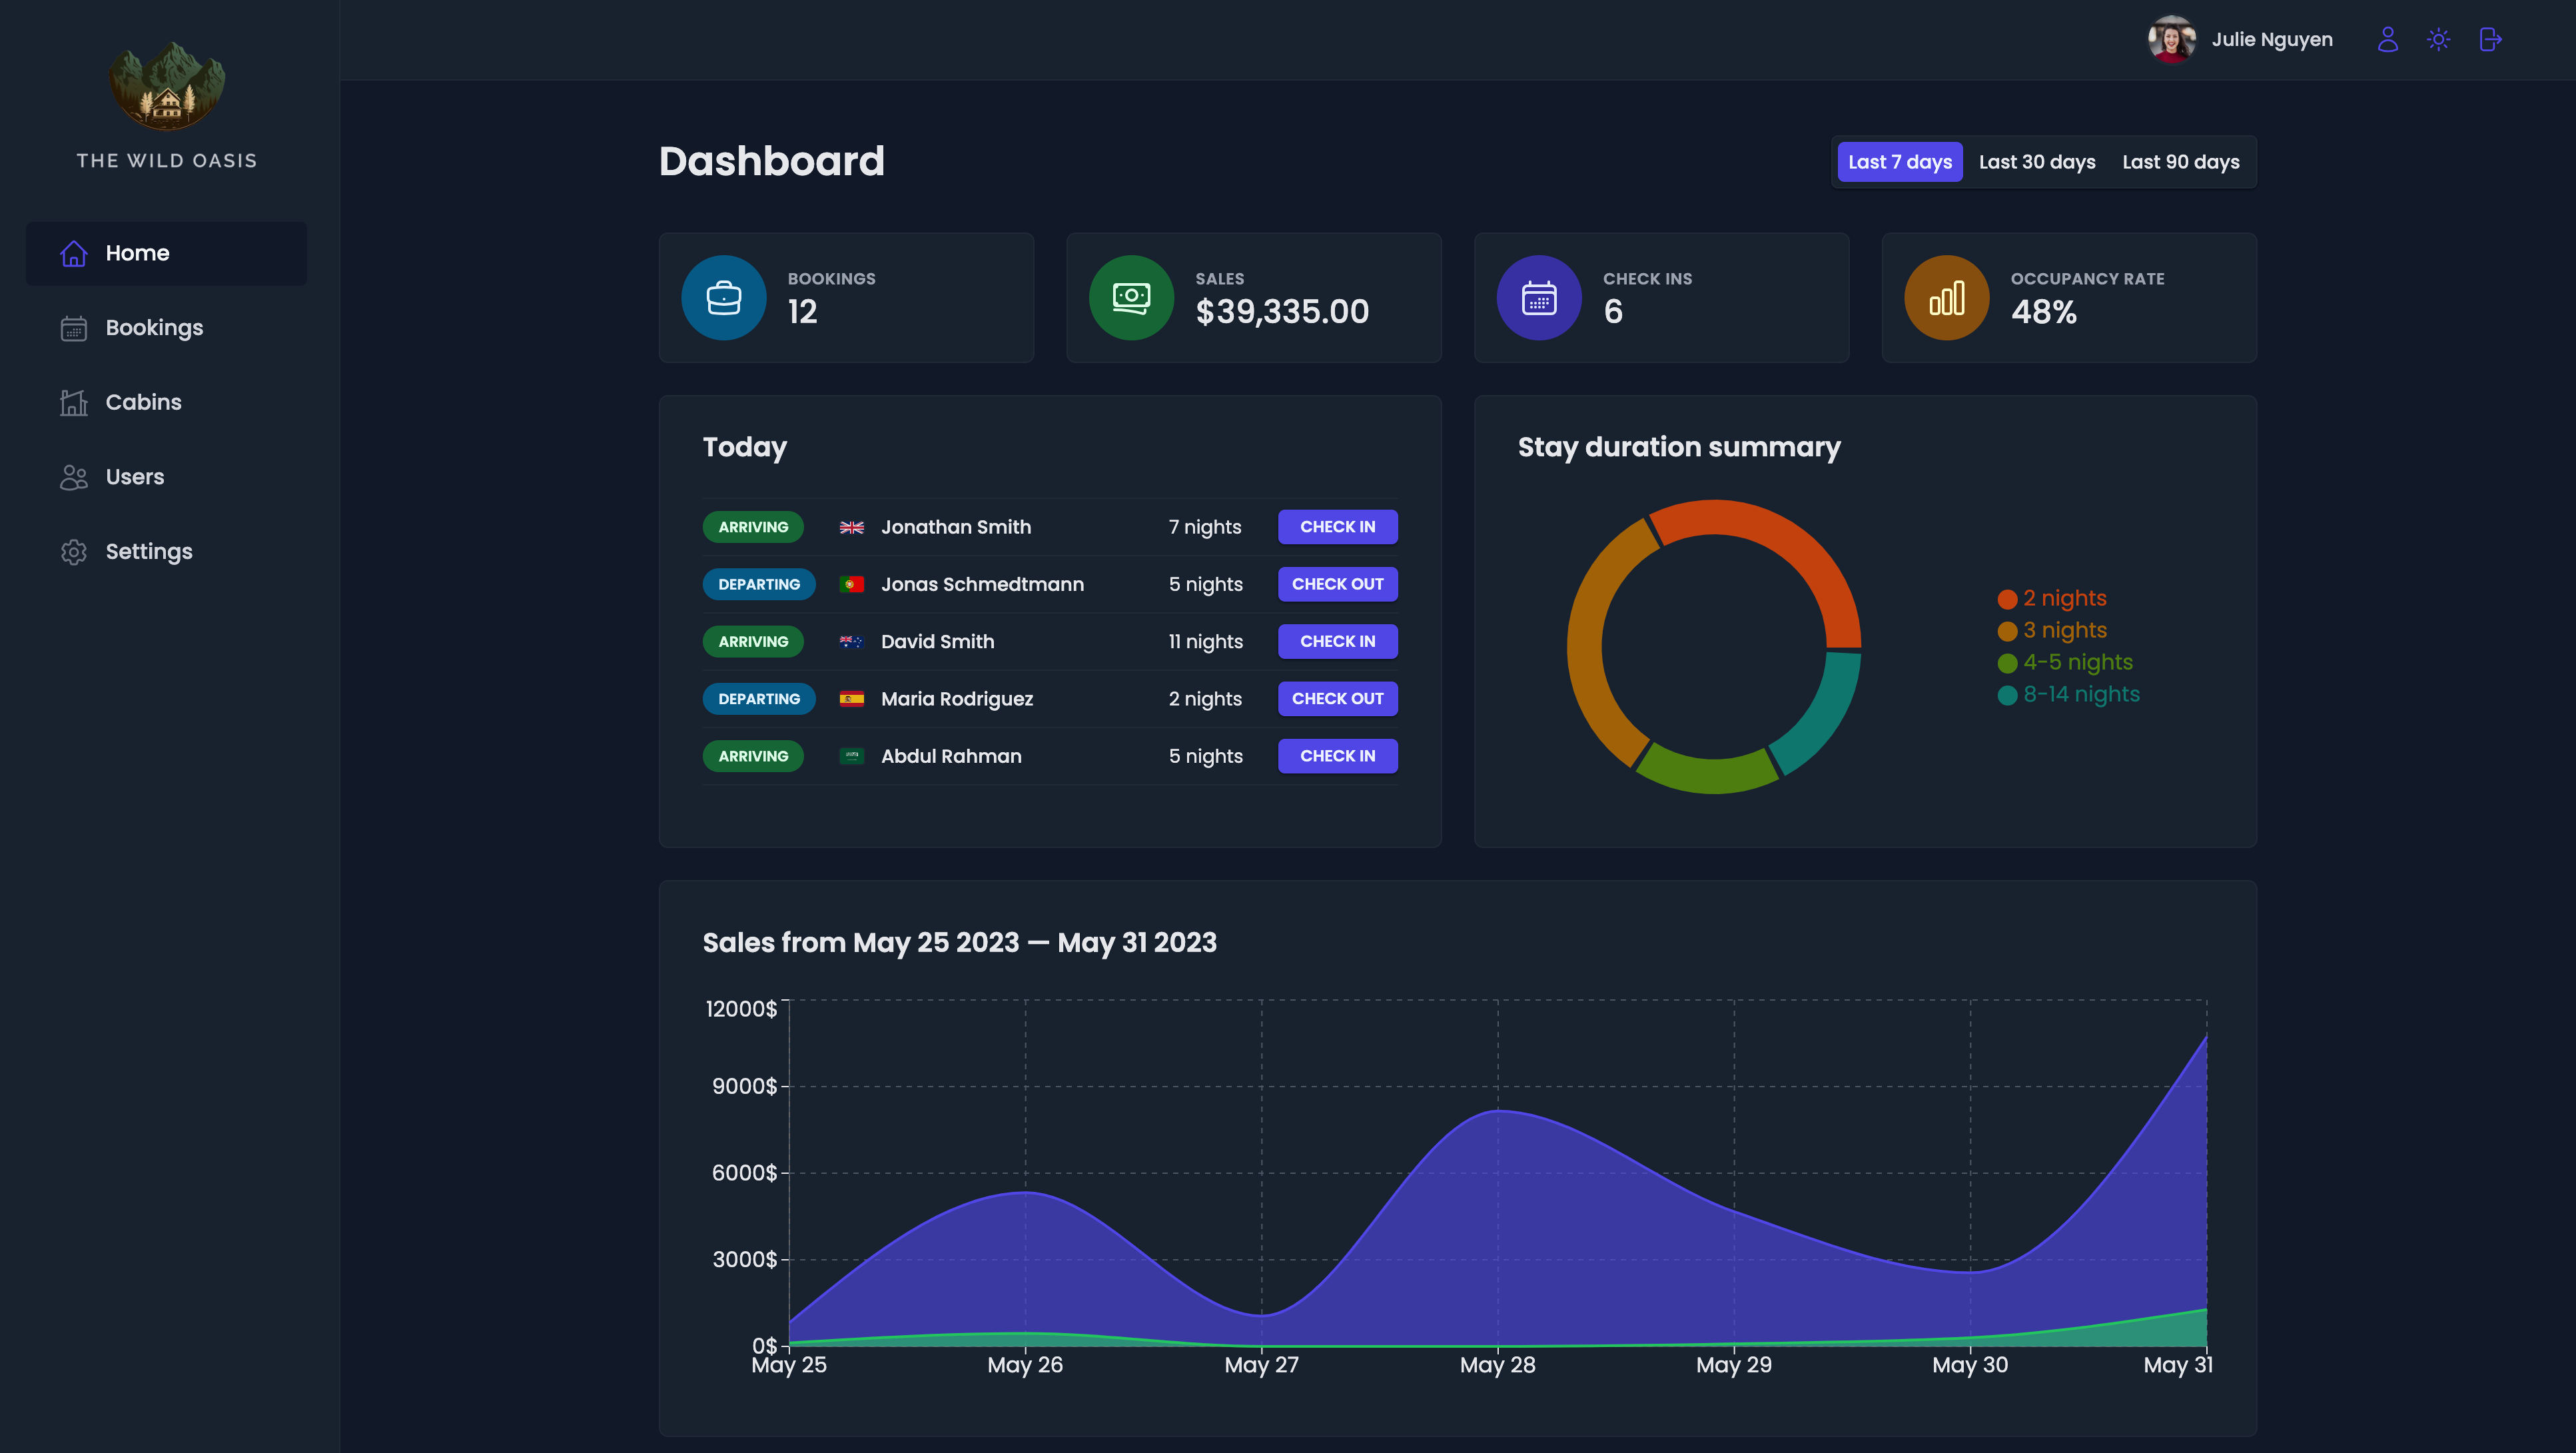 THE WILD OASIS
Home
Bookings
Cabins
Users
Settings
Julie Nguyen
Dashboard
Last 7 days Last 30 days Last 90 days
BOOKINGS
12
SALES
$39,335.00
CHECK INS
6
OCCUPANCY RATE
48%
Today
ARRIVING Jonathan Smith 7 nights CHECK IN
DEPARTING Jonas Schmedtmann 5 nights CHECK OUT
ARRIVING David Smith 11 nights CHECK IN
DEPARTING Maria Rodriguez 2 nights CHECK OUT
ARRIVING Abdul Rahman 5 nights CHECK IN
Stay duration summary
2 nights
3 nights
4-5 nights
8-14 nights
Sales from May 25 2023 — May 31 2023
12000$
9000$
6000$
3000$
0$
May 25 May 26 May 27 May 28 May 29 May 30 May 31